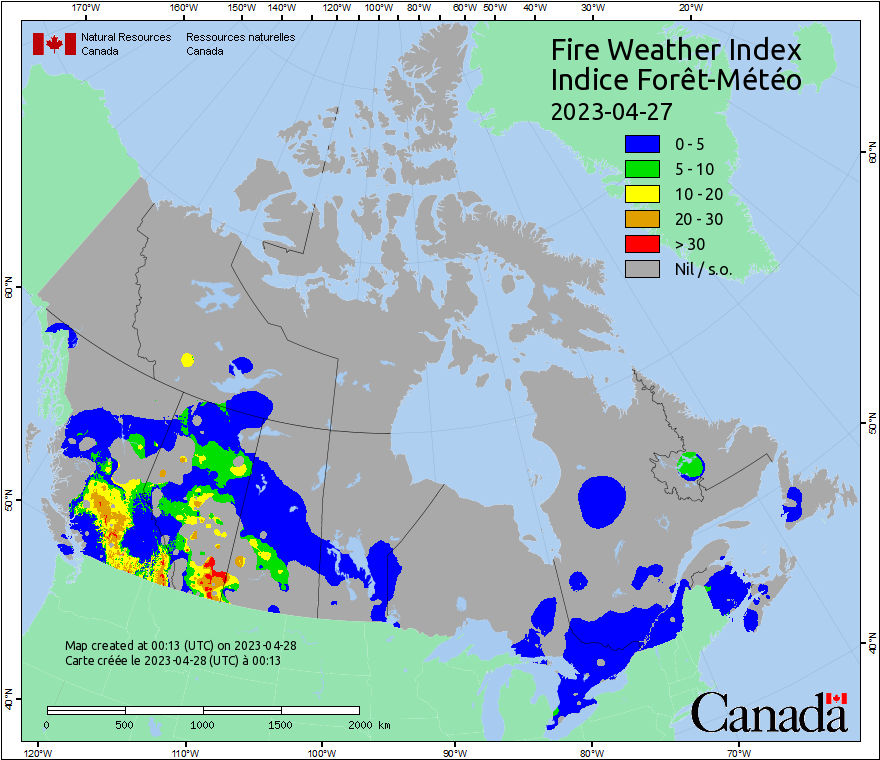 170°W 160°W 150°W 140°W 130°W 120°W 110°W 100°W 90°W 80°W 60°W 50°W 40°W 30°W 20°W
Natural Resources Ressources naturelles
Canada Canada
Fire Weather Index
Indice Forêt-Météo
2023-04-27
0 - 5
5 - 10
10 - 20
20 - 30
> 30
Nil / s.o.
60°N
60°N
50°N
50°N
40°N
40°N
Map created at 00:13 (UTC) on 2023-04-28
Carte créée le 2023-04-28 (UTC) à 00:13
0 500 1000 1500 2000 km
Canada
120°W 110°W 100°W 90°W 80°W 70°W